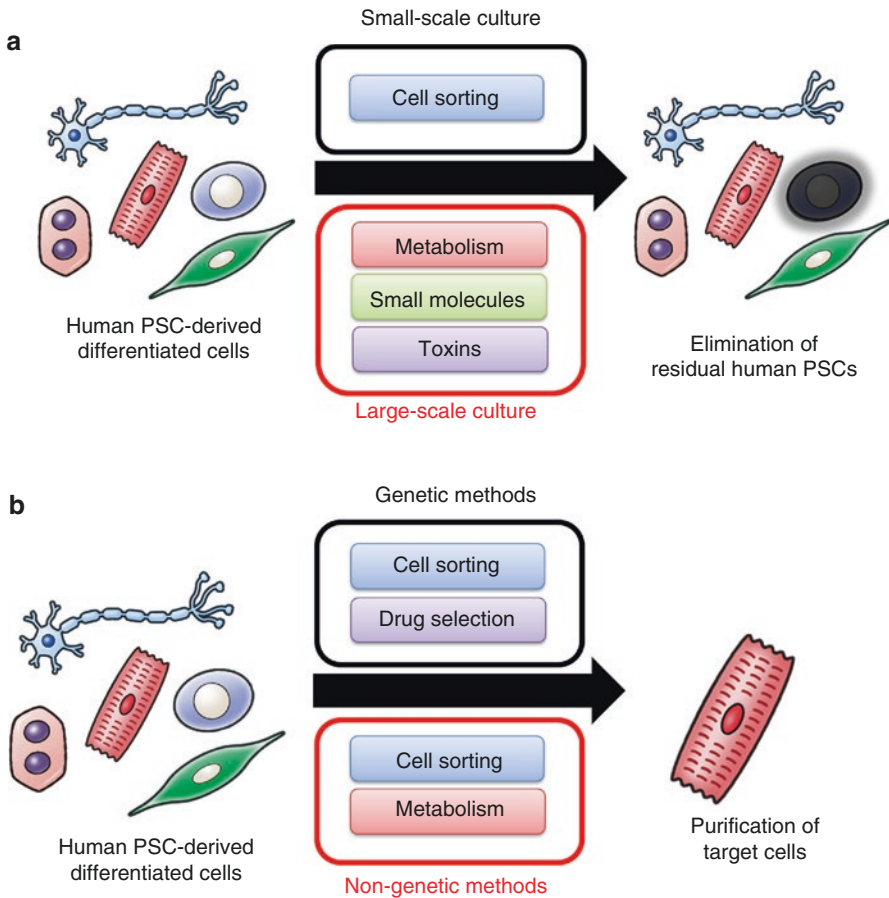 a
Small-scale culture
Cell sorting
Metabolism
Small molecules
Toxins
Large-scale culture
Human PSC-derived
differentiated cells
Elimination of
residual human PSCs
b
Genetic methods
Cell sorting
Drug selection
Cell sorting
Metabolism
Non-genetic methods
Human PSC-derived
differentiated cells
Purification of
target cells